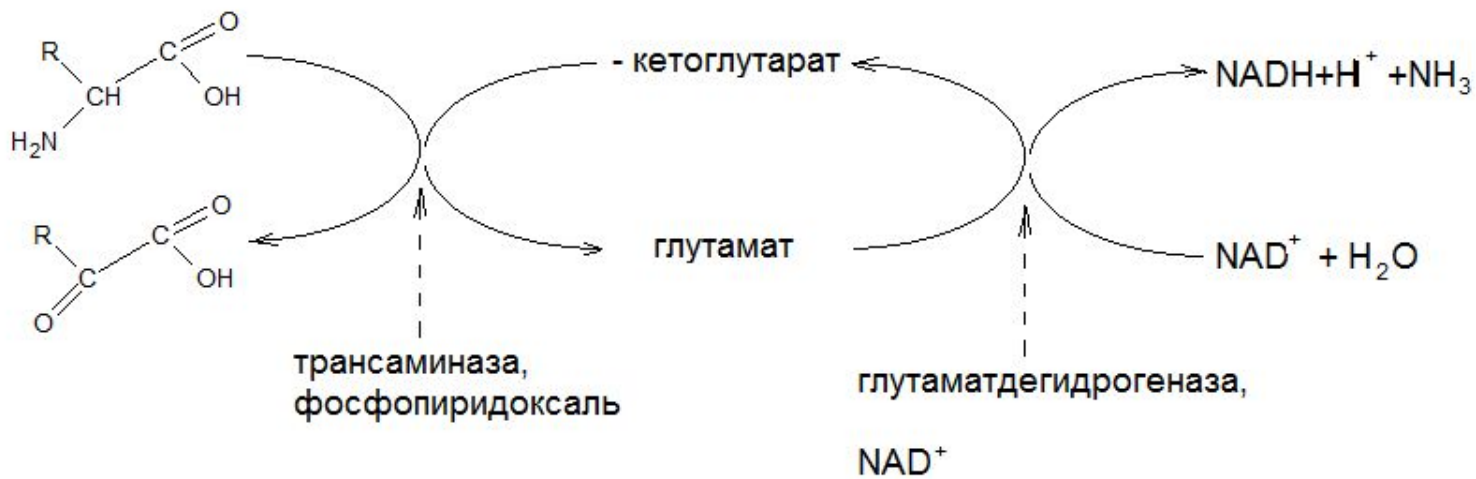 R C O OH CH H₂N
- кетоглутарат
NADH+H⁺ +NH₃
R C O OH C O
глутамат
NAD⁺ + H₂O
трансаминаза,
фосфопиридоксаль
глутаматдегидрогеназа,
NAD⁺